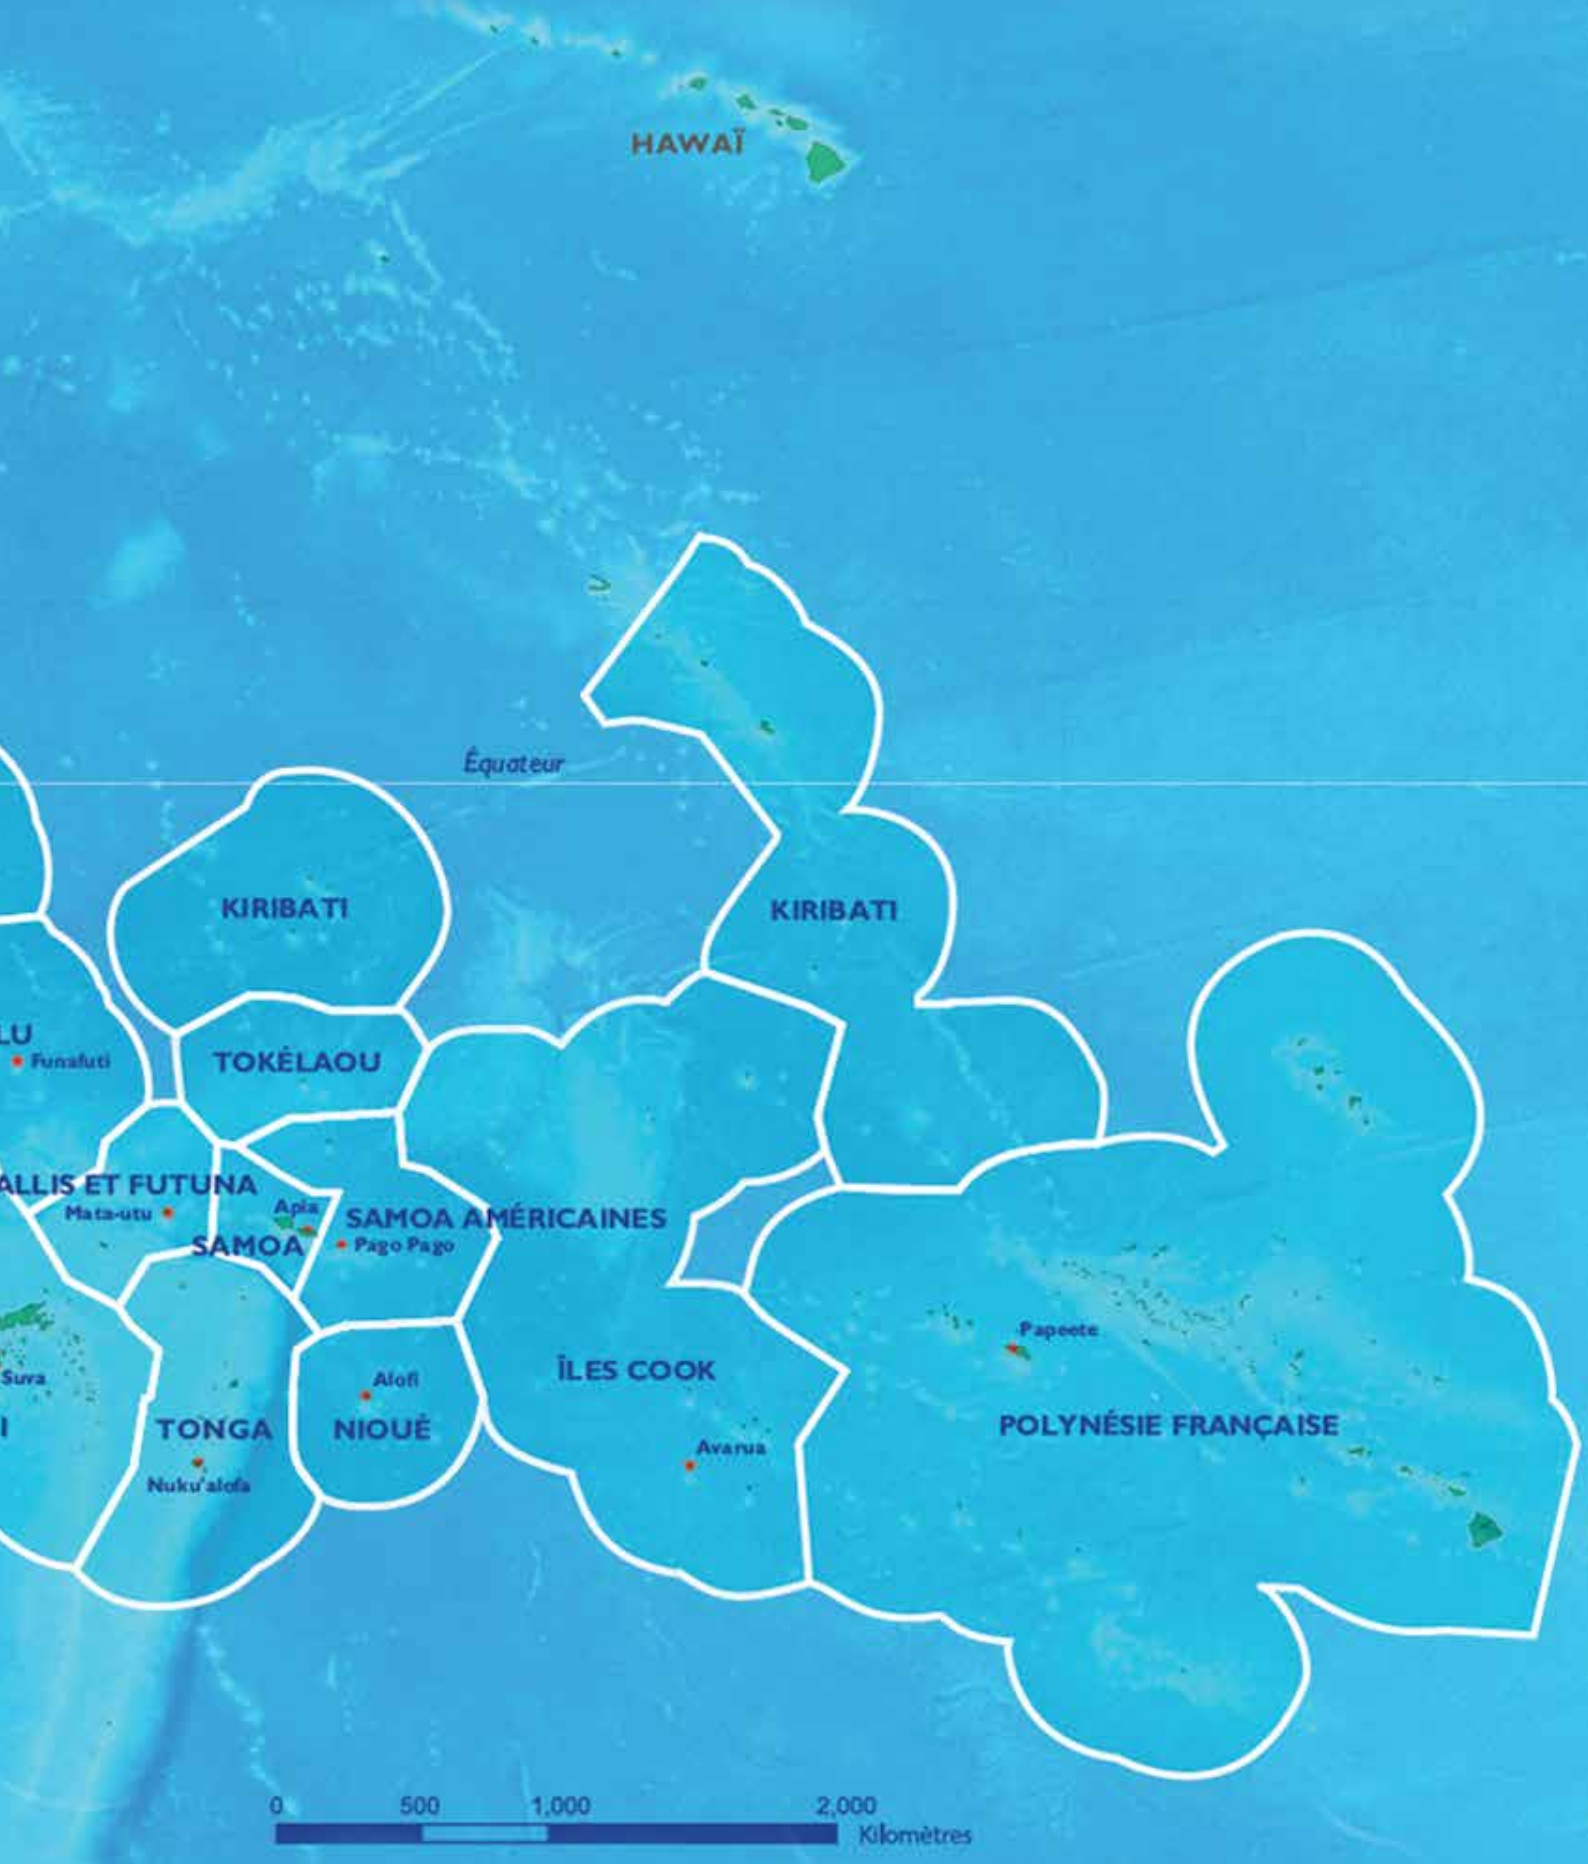 HAWAÏ
Équateur
KIRIBATI
KIRIBATI
LU
Funafuti
TOKÉLAOU
ALLIS ET FUTUNA
Mata-utu
Apia
SAMOA AMÉRICAINES
SAMOA
Pago Pago
Papeete
ÎLES COOK
Suva
Alofi
I
TONGA
NIOUÉ
POLYNÉSIE FRANÇAISE
Avarua
Nuku'alofa
0 500 1,000 2,000
Kilomètres